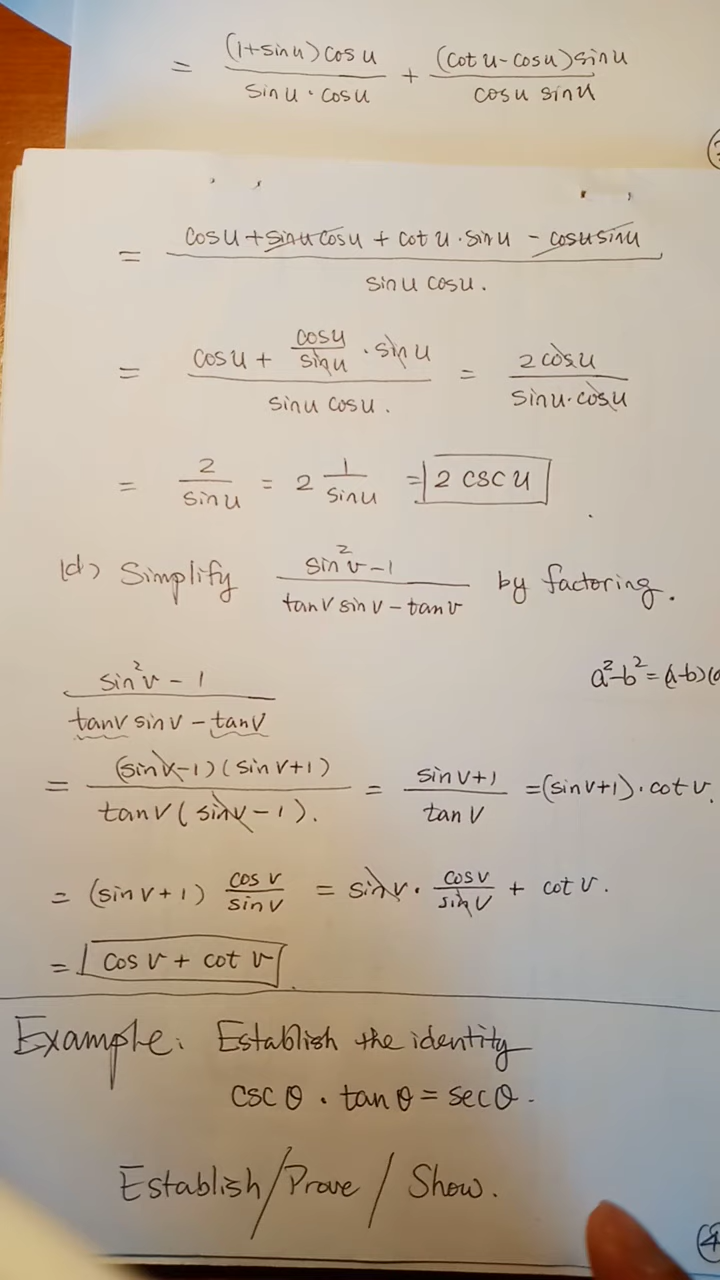 = (1+sin u) cos u / sin u · cos u + (cot u - cos u) sin u / cos u sin u
= cos u + sin u cos u + cot u · sin u - cos u sin u / sin u cos u.
= cos u + cos u / sin u · sin u / sin u cos u. = 2 cos u / sin u · cos u
= 2 / sin u = 2 1 / sin u = 2 csc u
(d) Simplify sin²v - 1 / tan v sin v - tan v by factoring.
a² - b² = (a-b)(a
sin²v - 1 / tan v sin v - tan v
= (sin v - 1)(sin v + 1) / tan v (sin v - 1). = sin v + 1 / tan v = (sin v + 1) · cot v.
= (sin v + 1) cos v / sin v = sin v · cos v / sin v + cot v.
= cos v + cot v.
Example. Establish the identity
csc θ · tan θ = sec θ.
Establish / Prove / Show.
4